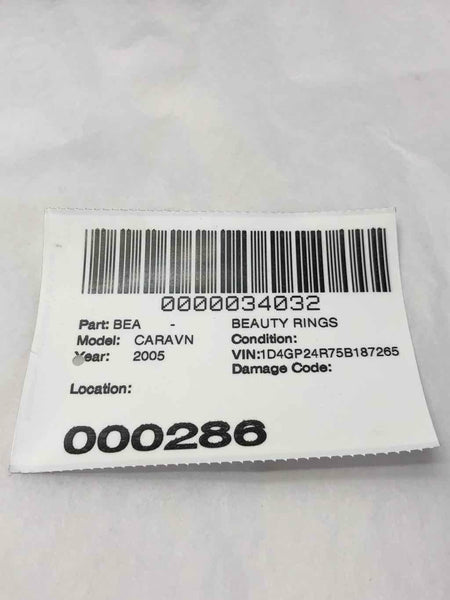 0000034032
Part: BEA - BEAUTY RINGS
Model: CARAVN Condition:
Year: 2005 VIN:1D4GP24R75B187265
Damage Code:
Location:
000286